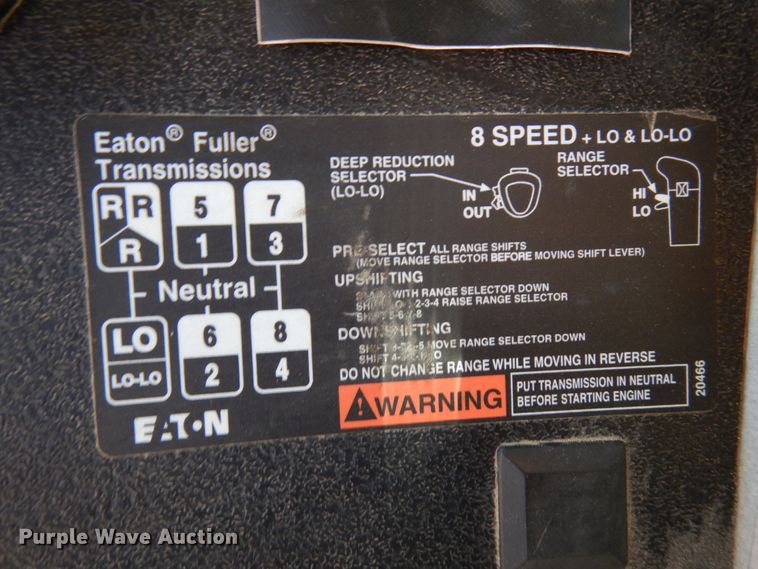 Eaton® Fuller®
Transmissions
8 SPEED + LO & LO-LO
DEEP REDUCTION
SELECTOR
(LO-LO)
IN
OUT
RANGE
SELECTOR
HI
LO
R R 5 7
R 1 3
Neutral
LO 6 8
LO-LO 2 4
PRE-SELECT ALL RANGE SHIFTS
(MOVE RANGE SELECTOR BEFORE MOVING SHIFT LEVER)
UPSHIFTING
WITH RANGE SELECTOR DOWN
2-3-4 RAISE RANGE SELECTOR
DOWNSHIFTING
MOVE RANGE SELECTOR DOWN
SHIFT
DO NOT CHANGE RANGE WHILE MOVING IN REVERSE
WARNING
PUT TRANSMISSION IN NEUTRAL
BEFORE STARTING ENGINE
20466
EATON
Purple Wave Auction